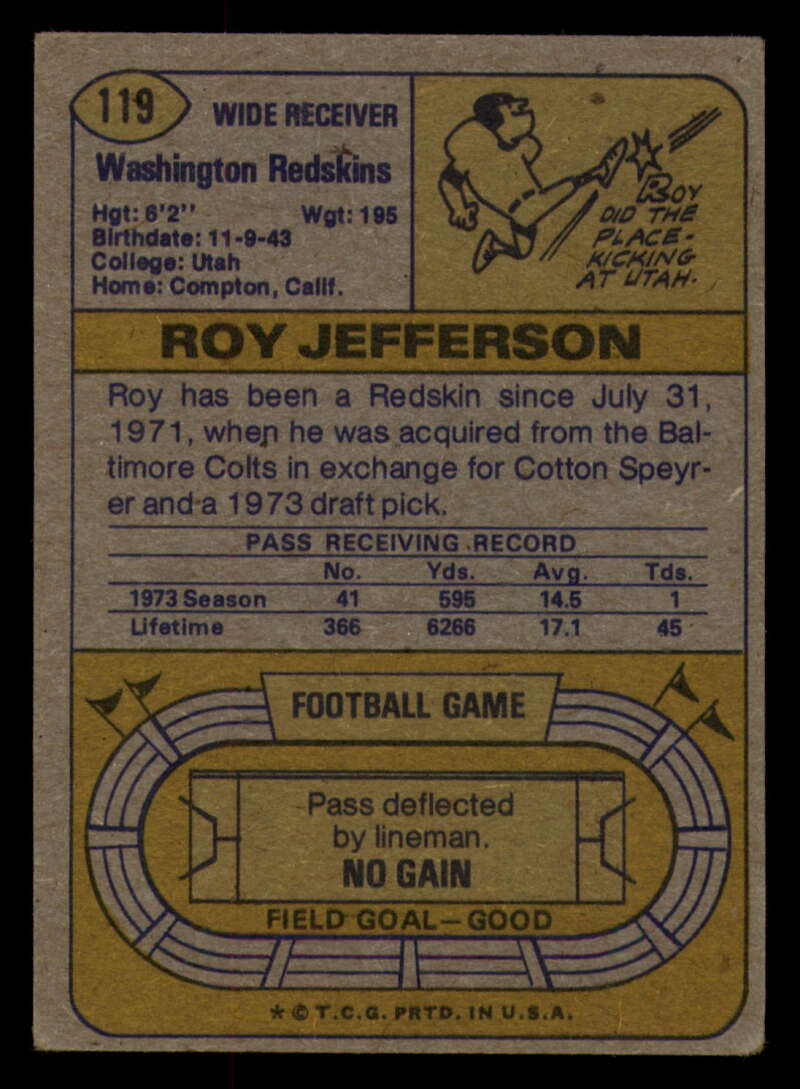 119
WIDE RECEIVER
Washington Redskins
Hgt: 6'2'' Wgt: 195
Birthdate: 11-9-43
College: Utah
Home: Compton, Calif.
ROY
DID THE
PLACE-
KICKING
AT UTAH.
ROY JEFFERSON
Roy has been a Redskin since July 31,
1971, when he was acquired from the Bal-
timore Colts in exchange for Cotton Speyr-
er and a 1973 draft pick.
PASS RECEIVING RECORD
No. Yds. Avg. Tds.
1973 Season 41 595 14.5 1
Lifetime 366 6266 17.1 45
FOOTBALL GAME
Pass deflected
by lineman.
NO GAIN
FIELD GOAL—GOOD
* © T.C.G. PRTD. IN U.S.A.